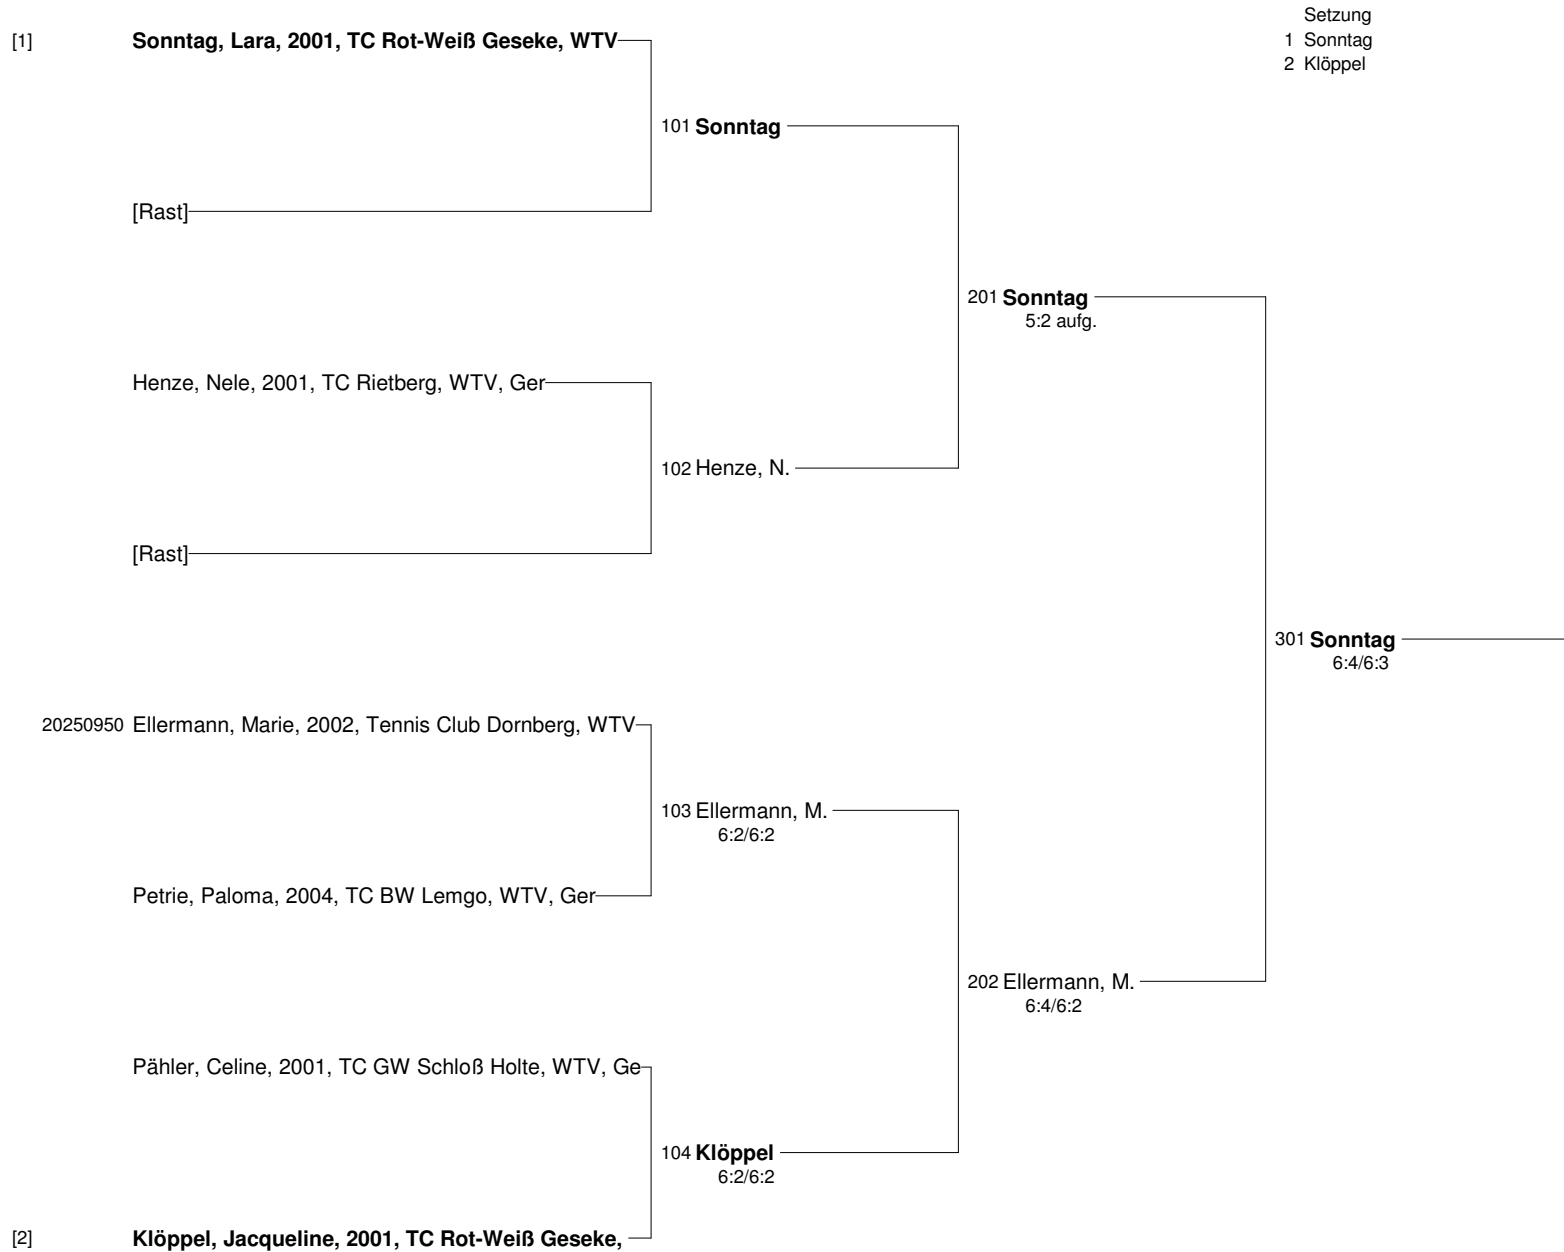 Setzung
1 Sonntag
2 Klöppel
[1] Sonntag, Lara, 2001, TC Rot-Weiß Geseke, WTV
101 Sonntag
[Rast]
201 Sonntag
5:2 aufg.
Henze, Nele, 2001, TC Rietberg, WTV, Ger
102 Henze, N.
[Rast]
301 Sonntag
6:4/6:3
20250950 Ellermann, Marie, 2002, Tennis Club Dornberg, WTV
103 Ellermann, M.
6:2/6:2
Petrie, Paloma, 2004, TC BW Lemgo, WTV, Ger
202 Ellermann, M.
6:4/6:2
Pähler, Celine, 2001, TC GW Schloß Holte, WTV, Ge
104 Klöppel
6:2/6:2
[2] Klöppel, Jacqueline, 2001, TC Rot-Weiß Geseke,